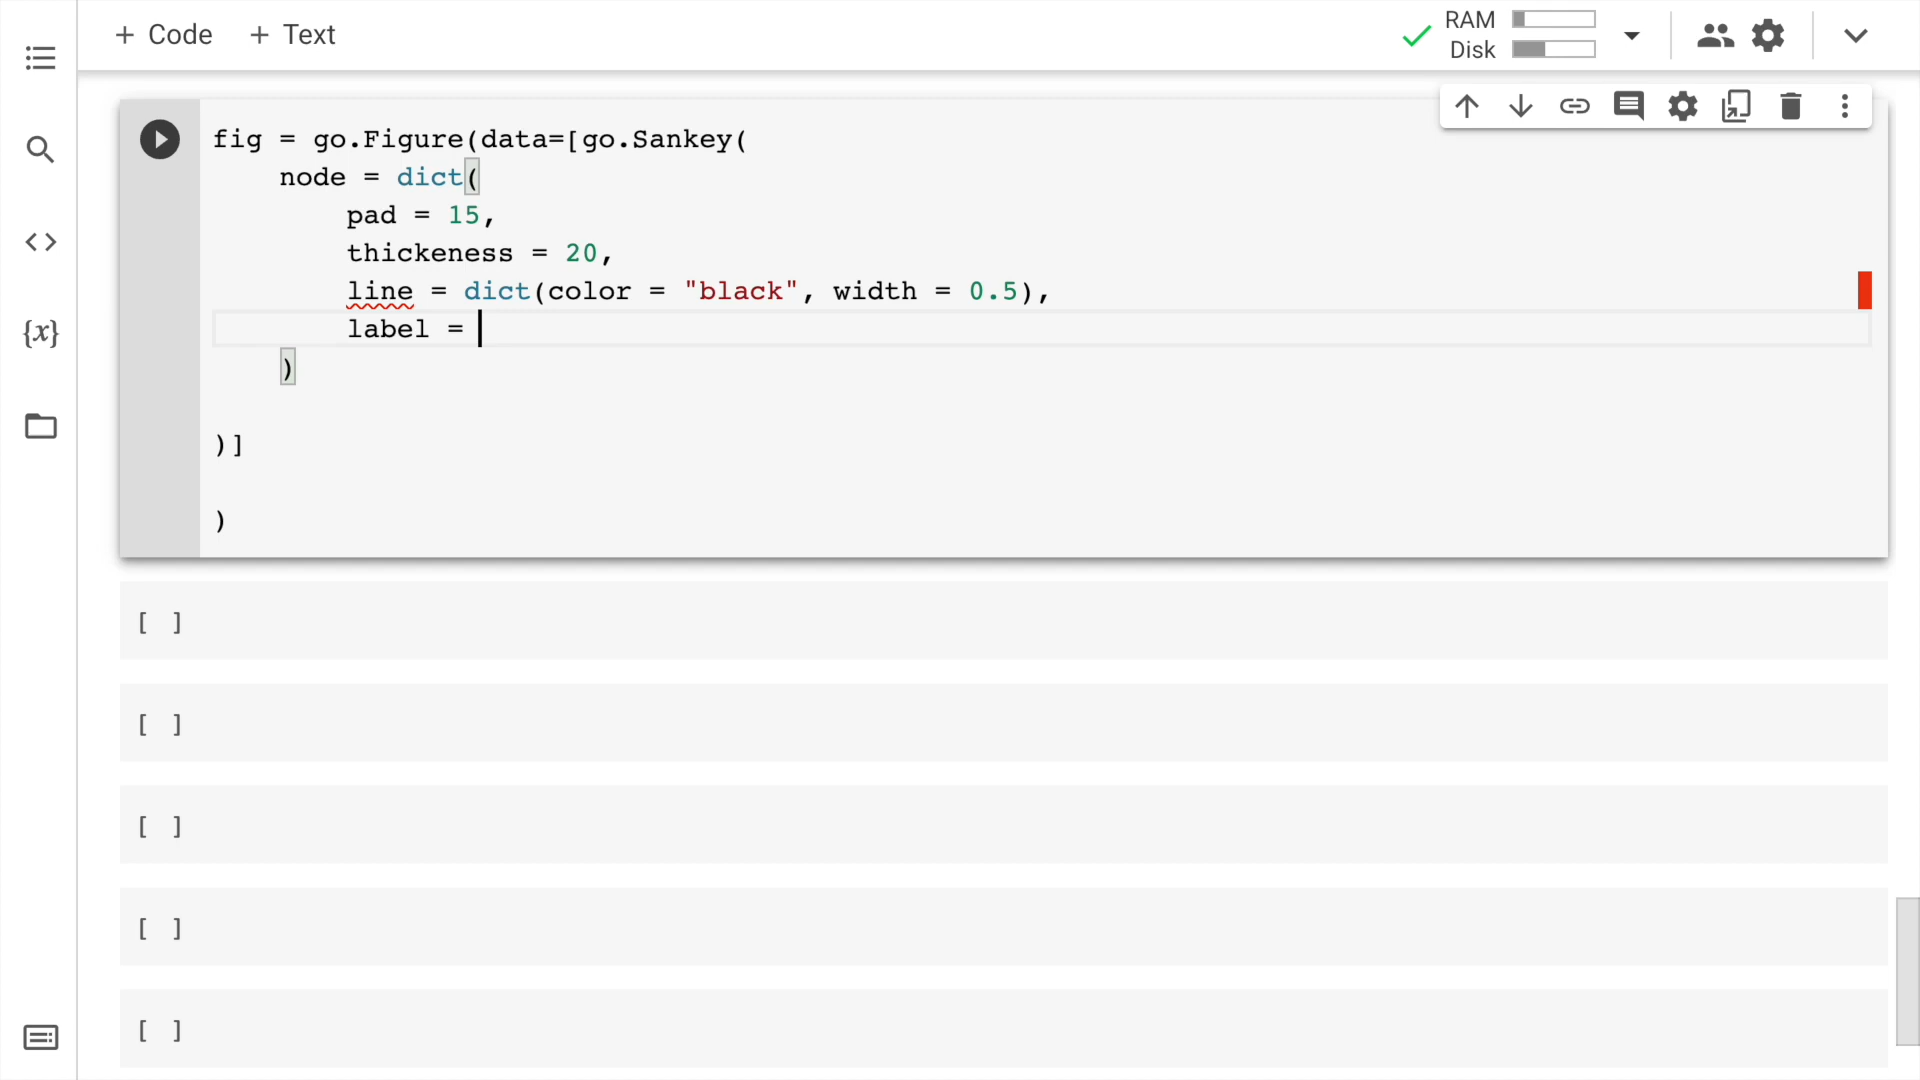 + Code + Text
RAM
Disk
fig = go.Figure(data=[go.Sankey(
node = dict(
pad = 15,
thickeness = 20,
line = dict(color = "black", width = 0.5),
label =
)
)]
)
{x}
[ ]
[ ]
[ ]
[ ]
[ ]